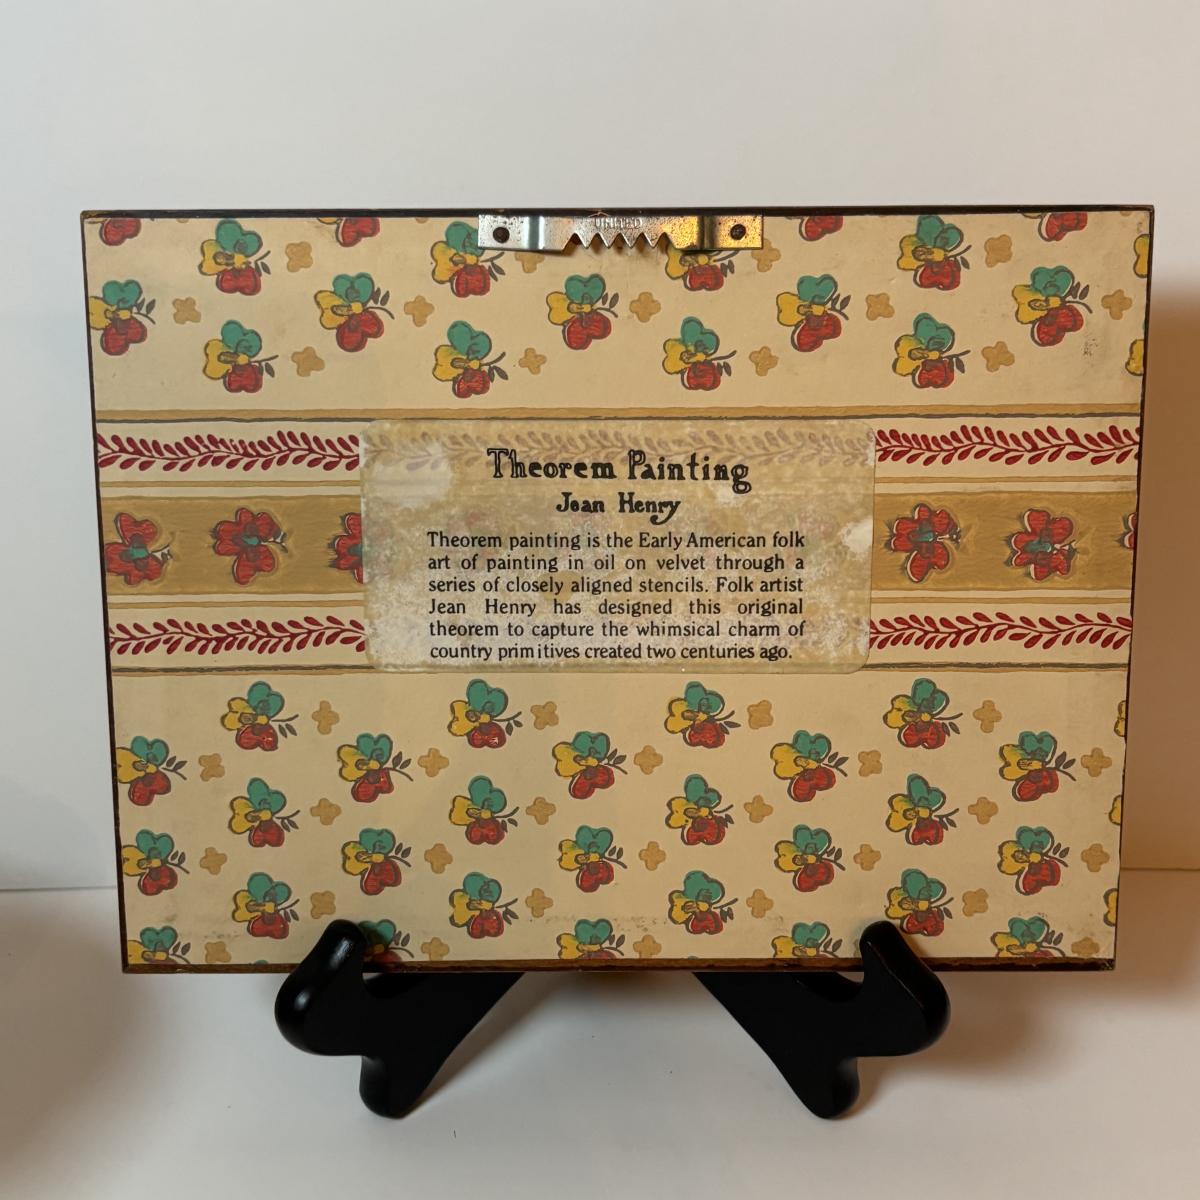 UNITED
Theorem Painting
Jean Henry
Theorem painting is the Early American folk
art of painting in oil on velvet through a
series of closely aligned stencils. Folk artist
Jean Henry has designed this original
theorem to capture the whimsical charm of
country primitives created two centuries ago.